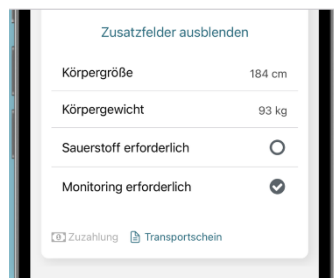 Zusatzfelder ausblenden
Körpergröße 184 cm
Körpergewicht 93 kg
Sauerstoff erforderlich
Monitoring erforderlich
Zuzahlung Transportschein